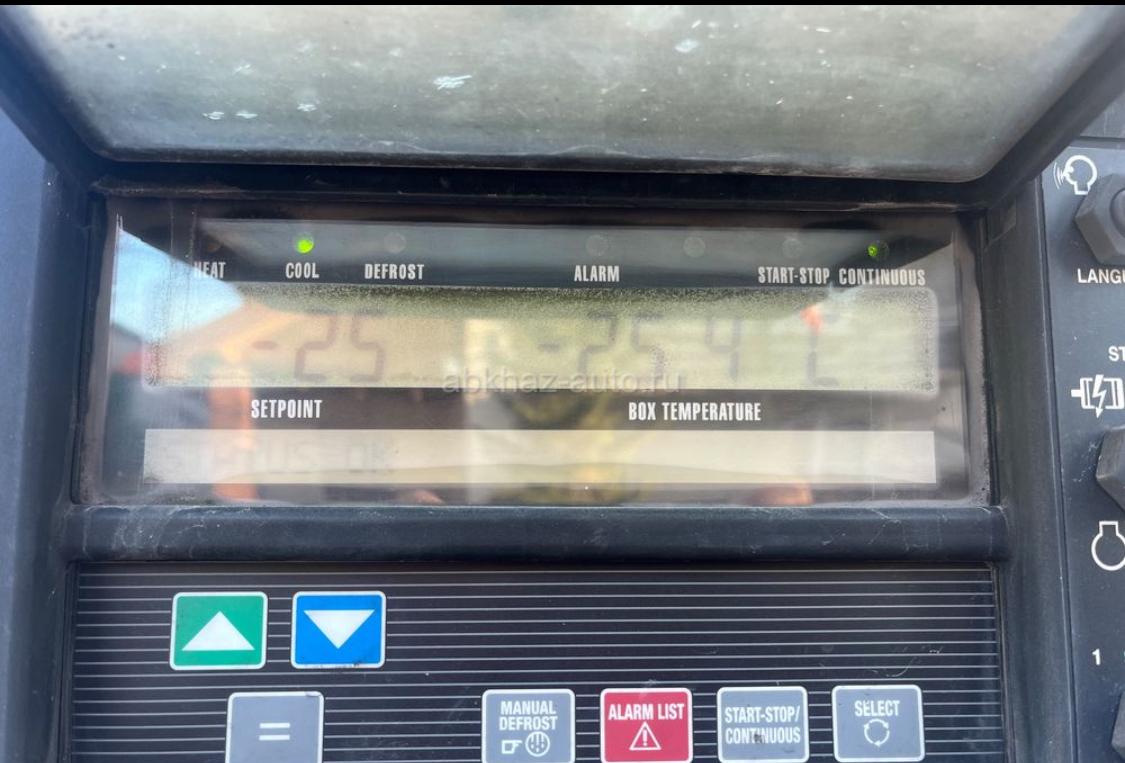 HEAT COOL DEFROST ALARM START-STOP CONTINUOUS
-25 -25.4 C
abkhaz-auto.ru
SETPOINT BOX TEMPERATURE
STATUS OK
MANUAL
DEFROST
ALARM LIST
START-STOP/
CONTINUOUS
SELECT
=
1